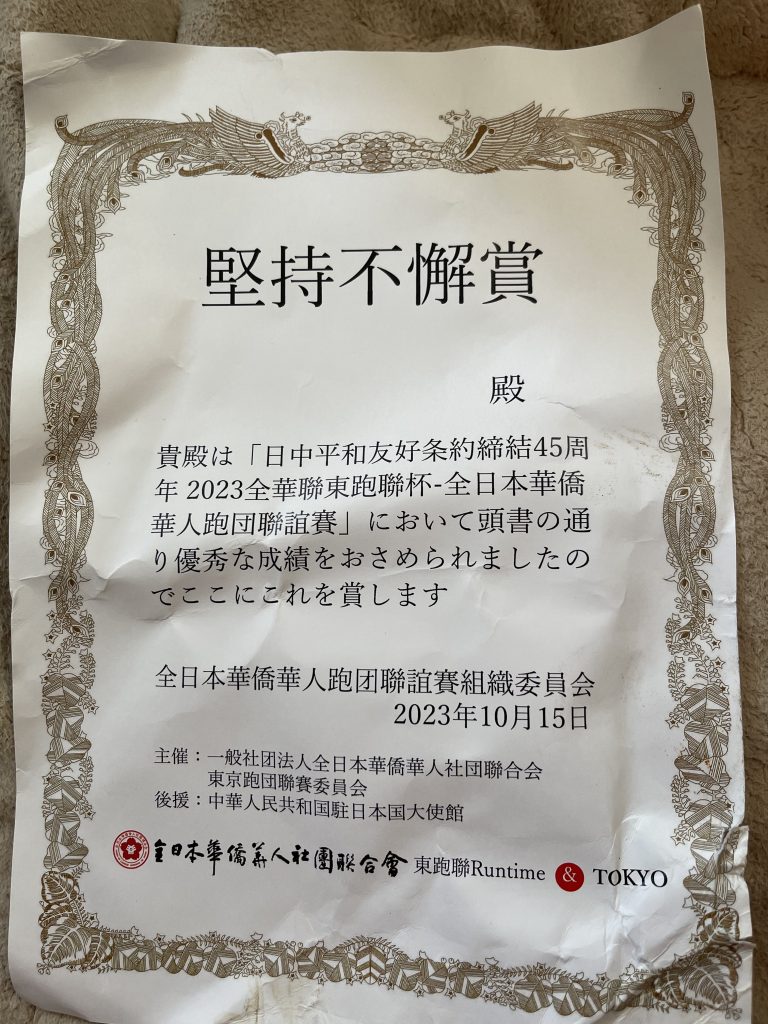 堅持不懈賞
殿
貴殿は「日中平和友好条約締結45周
年 2023全華聯東跑聯杯-全日本華僑
華人跑団聯誼賽」において頭書の通
り優秀な成績をおさめられましたの
でここにこれを賞します
全日本華僑華人跑団聯誼賽組織委員会
2023年10月15日
主催：一般社団法人全日本華僑華人社団聯合会
東京跑団聯賽委員会
後援：中華人民共和国駐日本国大使館
全日本華僑華人社團聯合會 東跑聯Runtime & TOKYO